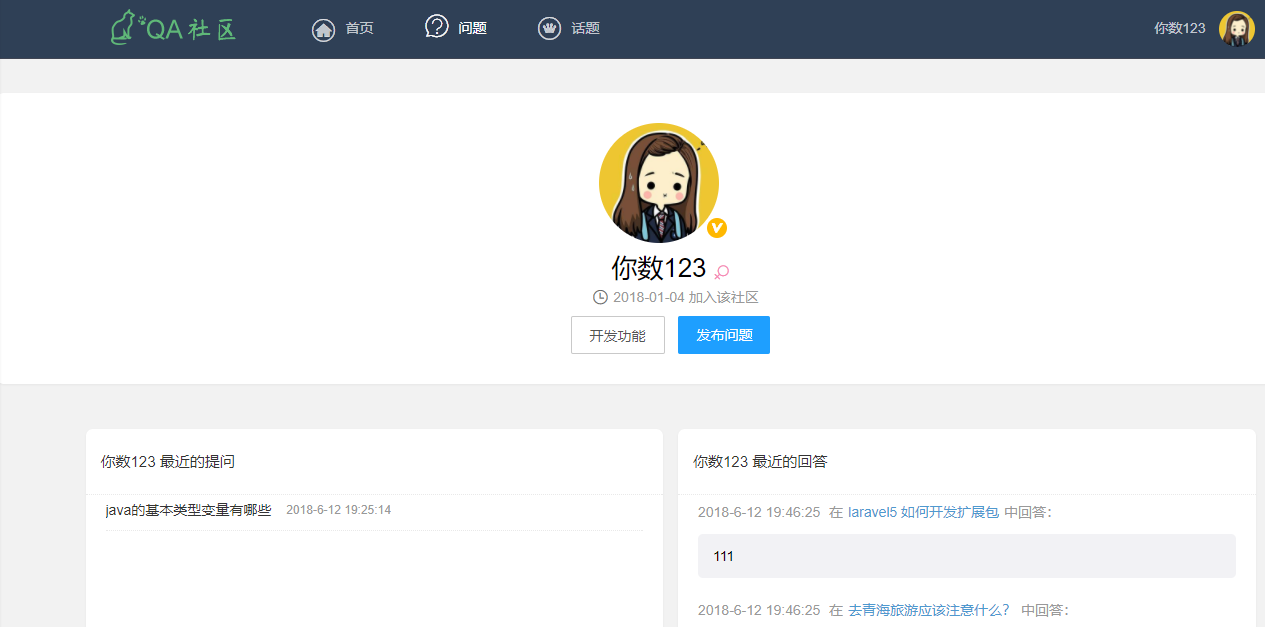 QA社区 首页 问题 话题 你数123
你数123
2018-01-04 加入该社区
开发功能 发布问题
你数123 最近的提问
java的基本类型变量有哪些 2018-6-12 19:25:14
你数123 最近的回答
2018-6-12 19:46:25 在 laravel5 如何开发扩展包 中回答:
111
2018-6-12 19:46:25 在 去青海旅游应该注意什么? 中回答: